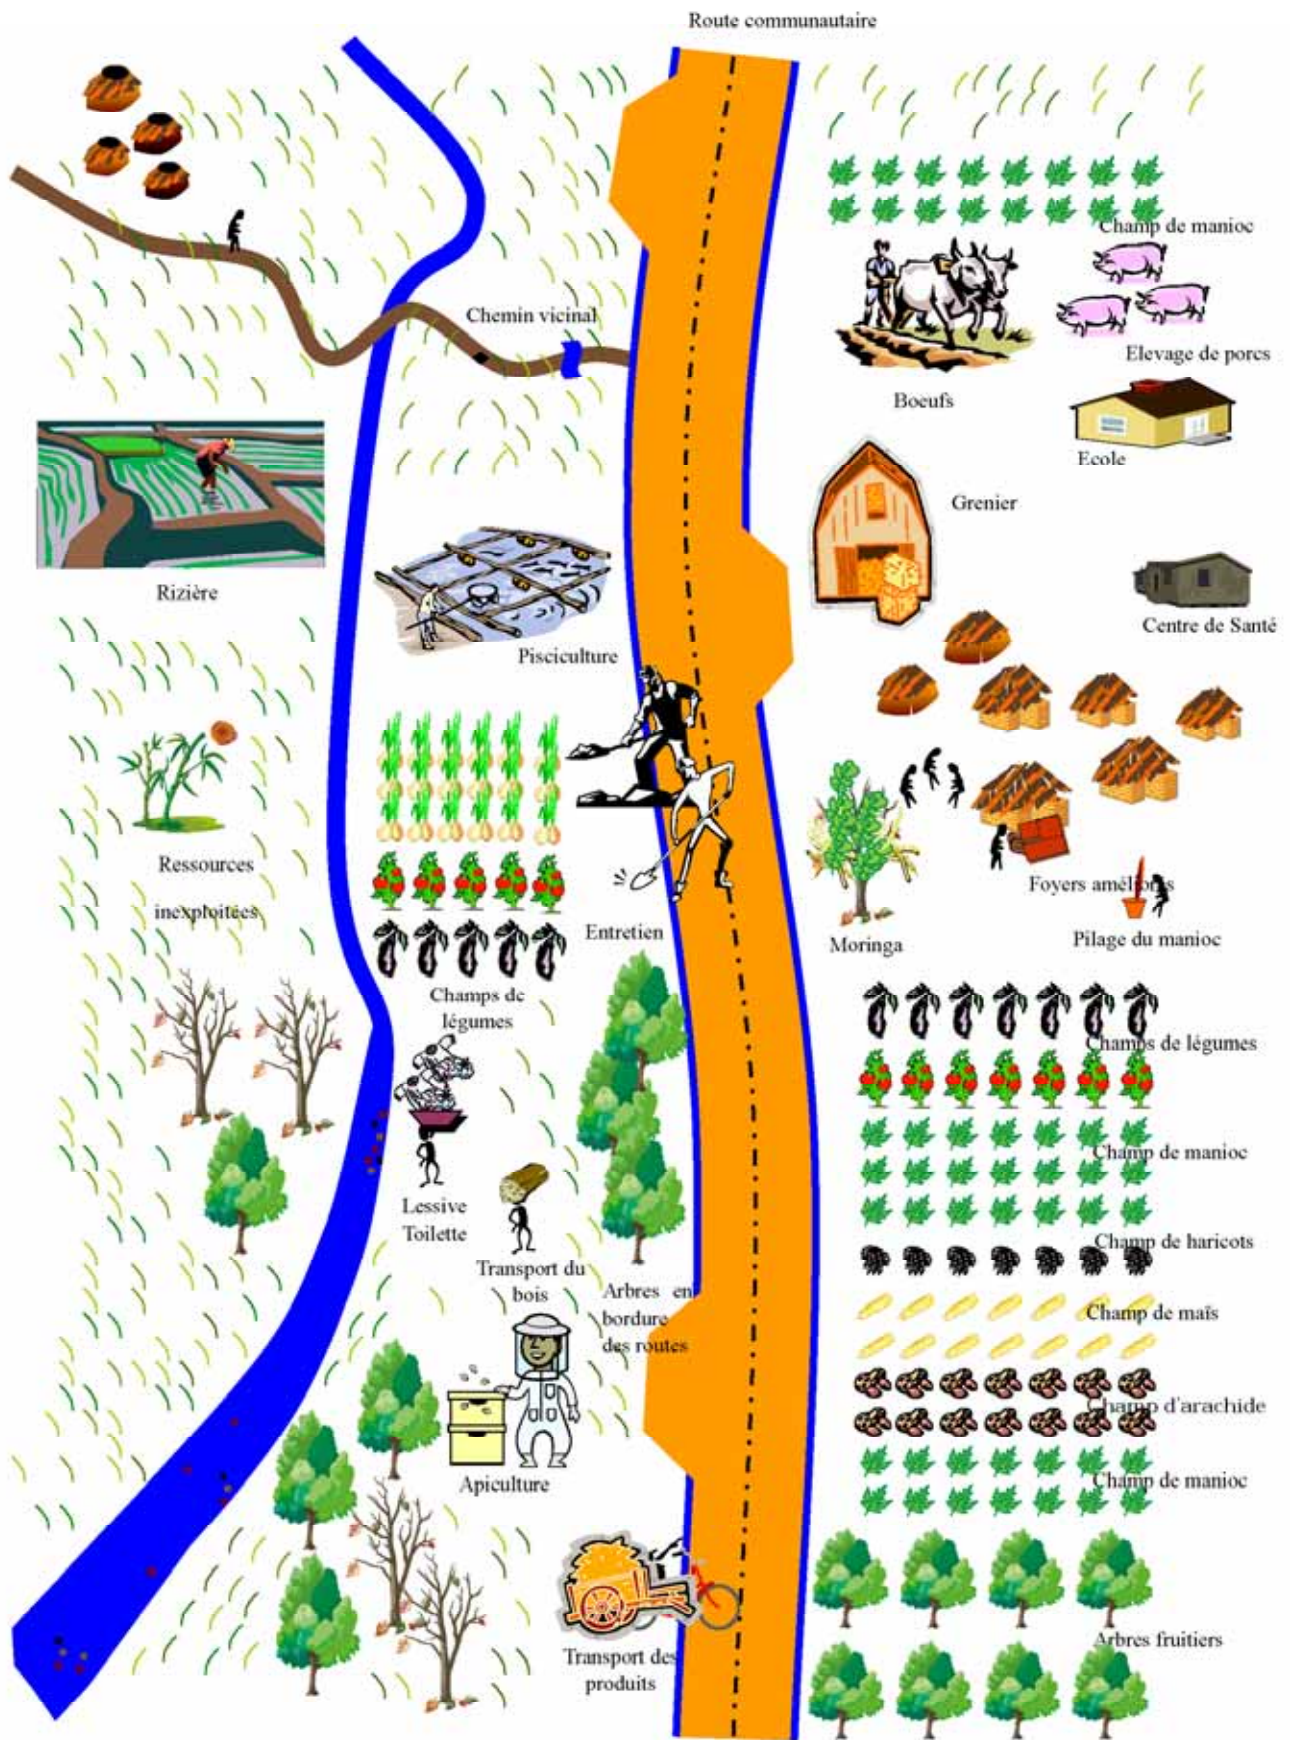 Route communautaire
Champ de manioc
Chemin vicinal
Elevage de porcs
Boeufs
Ecole
Grenier
Rizière
Centre de Santé
Pisciculture
Ressources
inexploitées
Foyers améliorés
Entretien
Moringa
Pilage du manioc
Champs de
légumes
Champs de légumes
Champ de manioc
Lessive
Toilette
Champ de haricots
Transport du
bois
Arbres en
bordure
des routes
Champ de maïs
Champ d'arachide
Apiculture
Champ de manioc
Arbres fruitiers
Transport des
produits